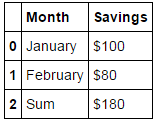 Month Savings
0 January $100
1 February $80
2 Sum $180